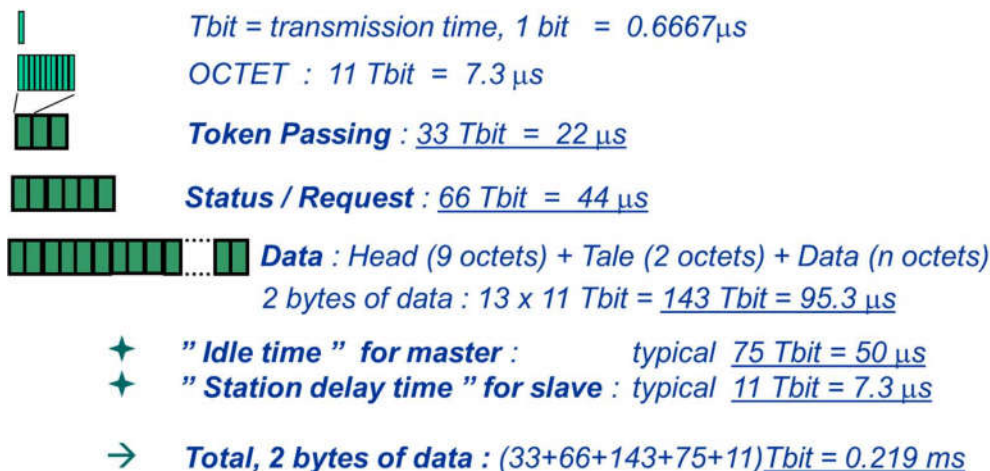 Tbit = transmission time, 1 bit = 0.6667μs
OCTET : 11 Tbit = 7.3 μs
Token Passing : 33 Tbit = 22 μs
Status / Request : 66 Tbit = 44 μs
Data : Head (9 octets) + Tale (2 octets) + Data (n octets)
2 bytes of data : 13 x 11 Tbit = 143 Tbit = 95.3 μs
" Idle time " for master : typical 75 Tbit = 50 μs
" Station delay time " for slave : typical 11 Tbit = 7.3 μs
→ Total, 2 bytes of data : (33+66+143+75+11)Tbit = 0.219 ms